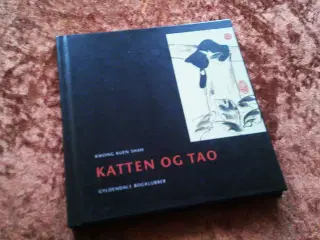 KWONG KUEN SHAN
KATTEN OG TAO
GYLDENDALS BOGKLUBBER